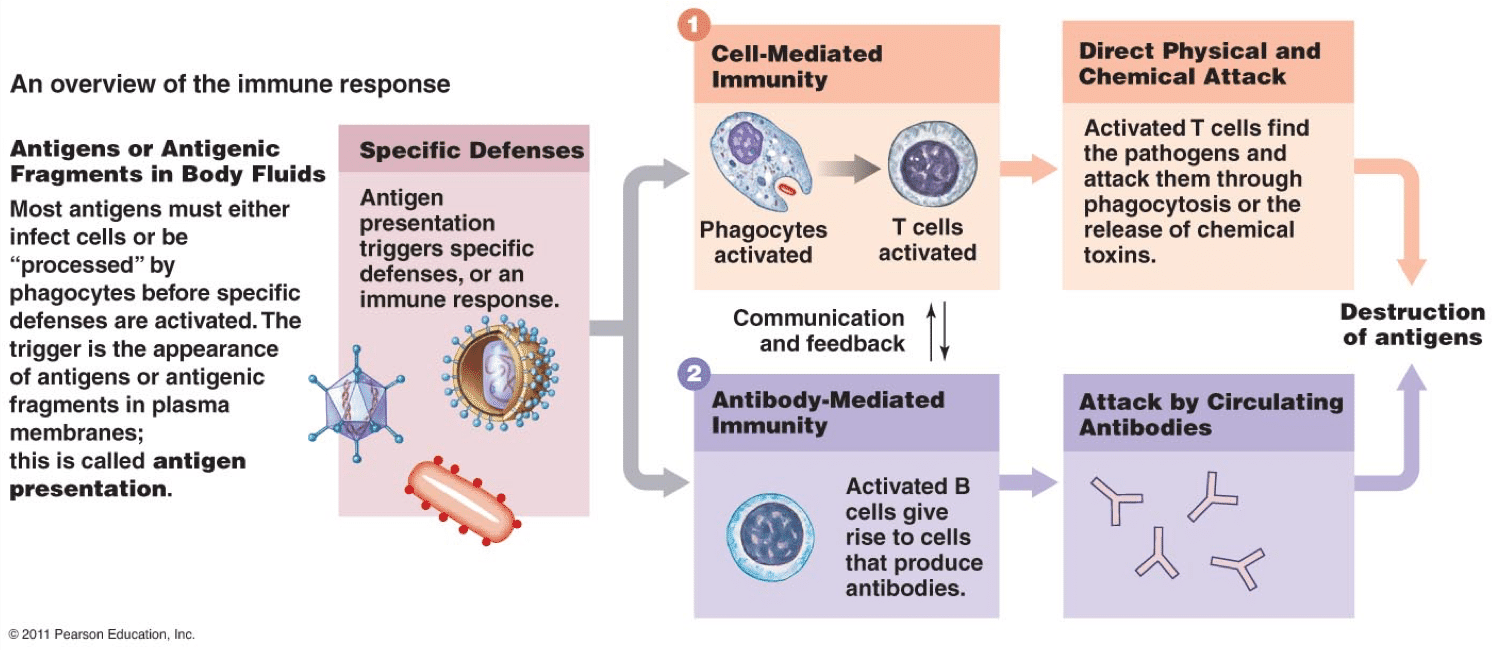 An overview of the immune response
Antigens or Antigenic
Fragments in Body Fluids
Most antigens must either
infect cells or be
“processed” by
phagocytes before specific
defenses are activated. The
trigger is the appearance
of antigens or antigenic
fragments in plasma
membranes;
this is called antigen
presentation.
Specific Defenses
Antigen
presentation
triggers specific
defenses, or an
immune response.
1
Cell-Mediated
Immunity
Phagocytes
activated
T cells
activated
Direct Physical and
Chemical Attack
Activated T cells find
the pathogens and
attack them through
phagocytosis or the
release of chemical
toxins.
Communication
and feedback
2
Antibody-Mediated
Immunity
Activated B
cells give
rise to cells
that produce
antibodies.
Attack by Circulating
Antibodies
Destruction
of antigens
© 2011 Pearson Education, Inc.